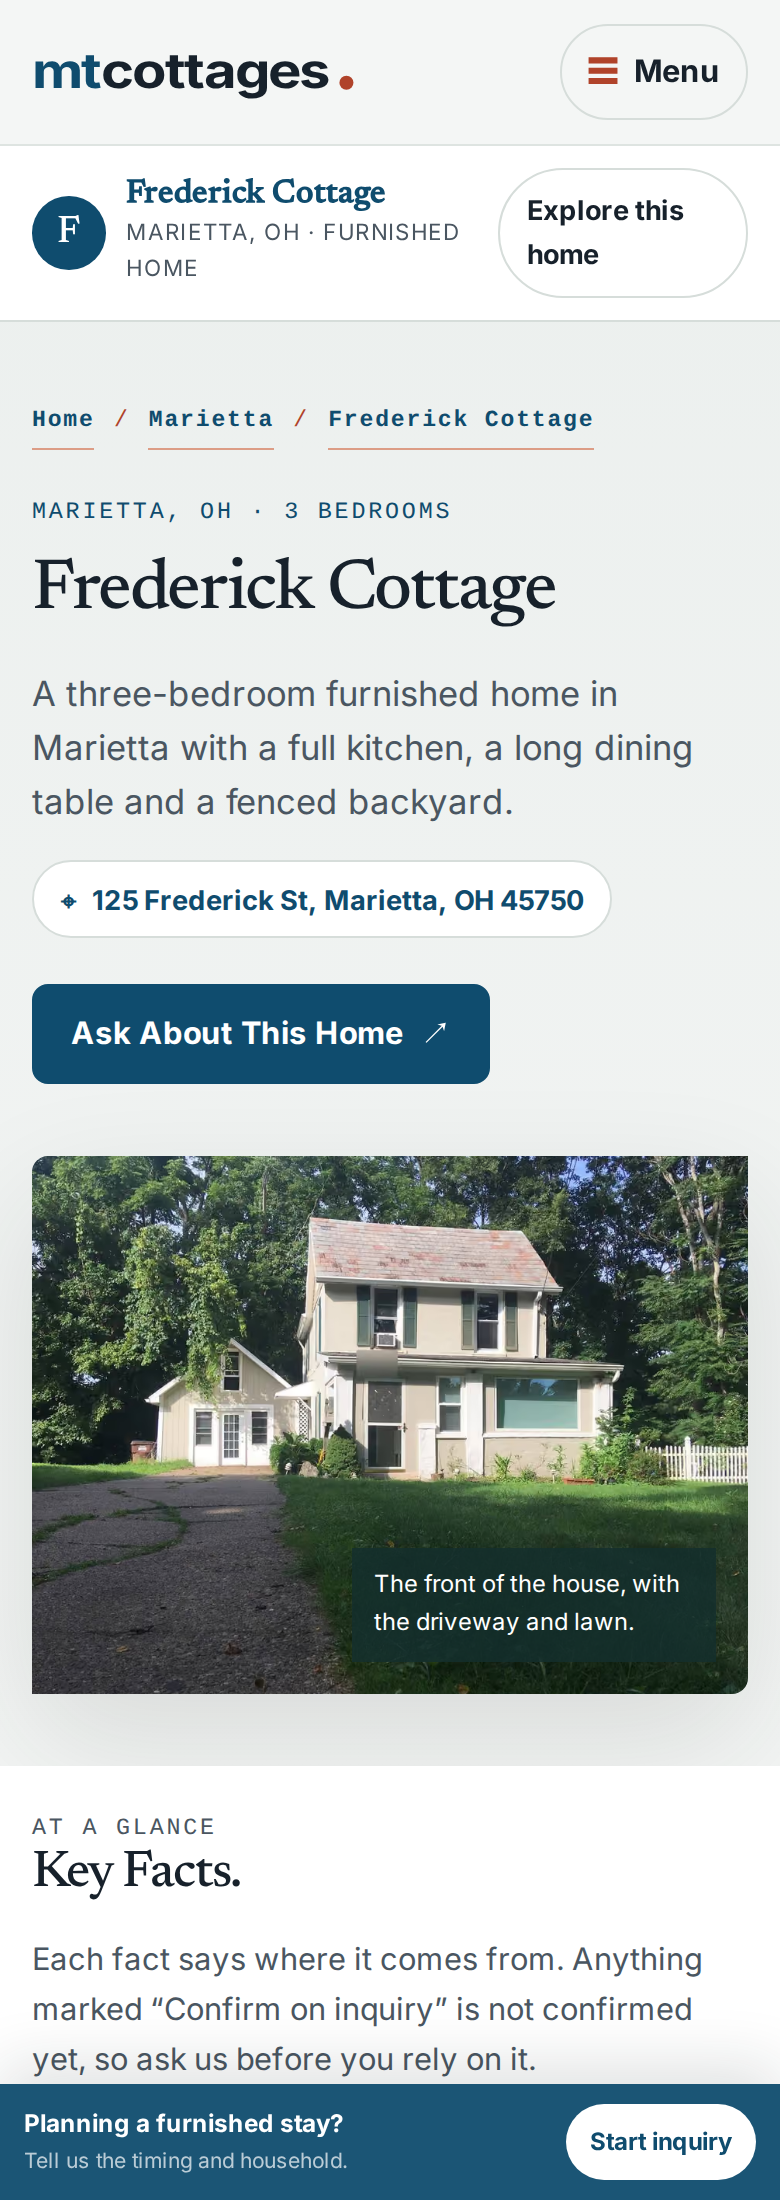 mtcottages.
Menu
F
Frederick Cottage
MARIETTA, OH · FURNISHED
HOME
Explore this
home
Home / Marietta / Frederick Cottage
MARIETTA, OH · 3 BEDROOMS
Frederick Cottage
A three-bedroom furnished home in
Marietta with a full kitchen, a long dining
table and a fenced backyard.
⌖ 125 Frederick St, Marietta, OH 45750
Ask About This Home ↗
The front of the house, with
the driveway and lawn.
AT A GLANCE
Key Facts.
Each fact says where it comes from. Anything
marked “Confirm on inquiry” is not confirmed
yet, so ask us before you rely on it.
Planning a furnished stay?
Tell us the timing and household.
Start inquiry